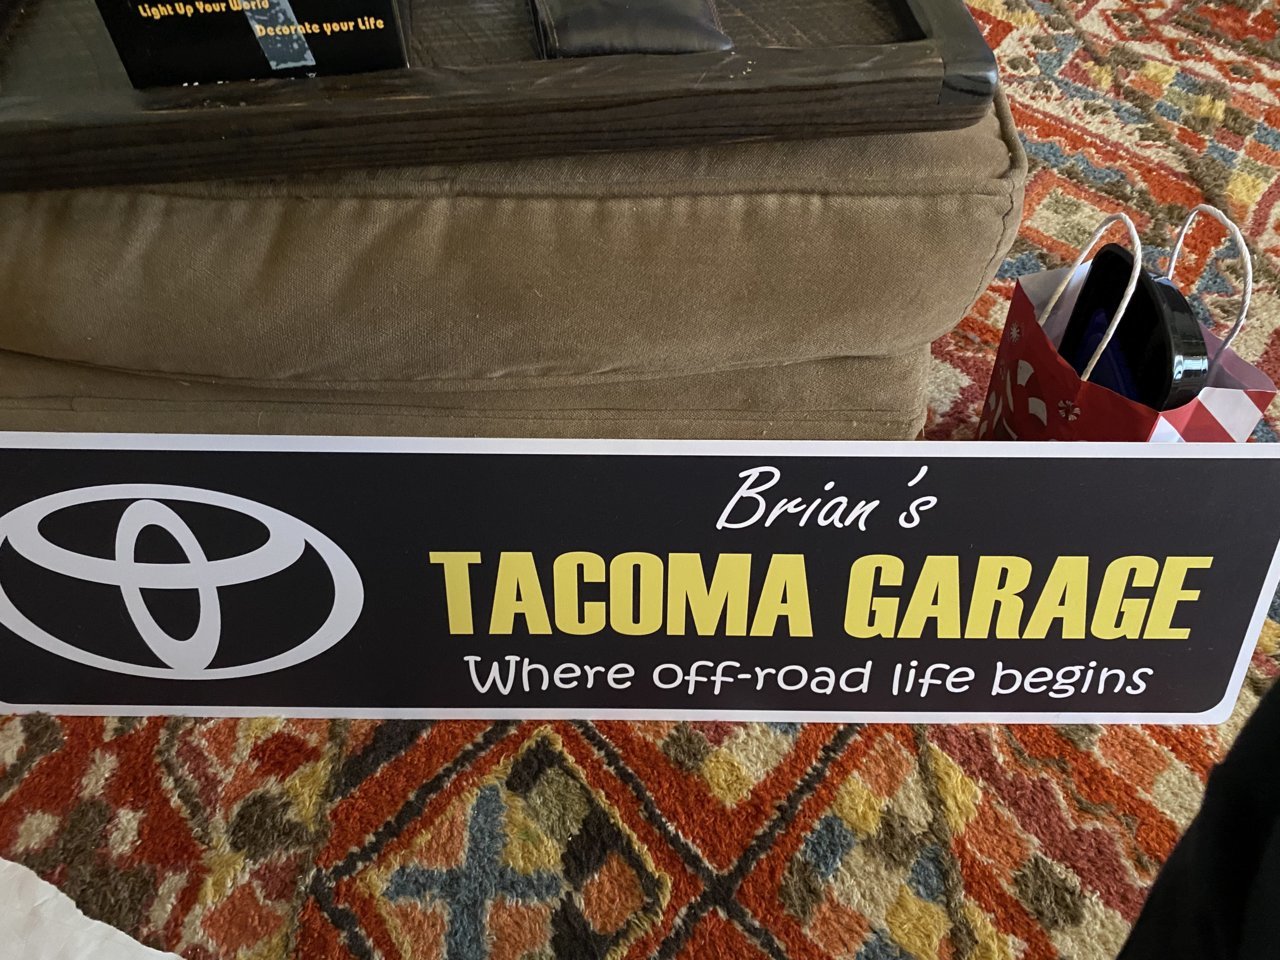 Light Up Your World
Decorate your Life
Brian's
TACOMA GARAGE
Where off-road life begins